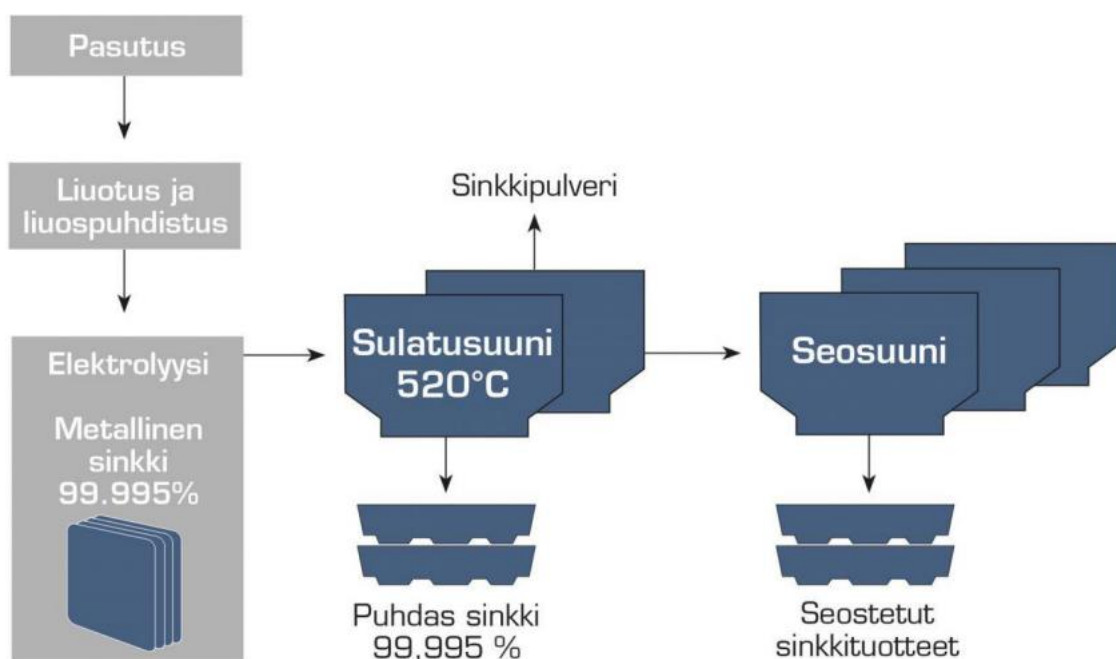 Pasutus
Liuotus ja
liuospuhdistus
Elektrolyysi
Metallinen
sinkki
99.995%
Sinkkipulveri
Sulatusuuni
520°C
Puhdas sinkki
99,995 %
Seosuuni
Seostetut
sinkkituotteet